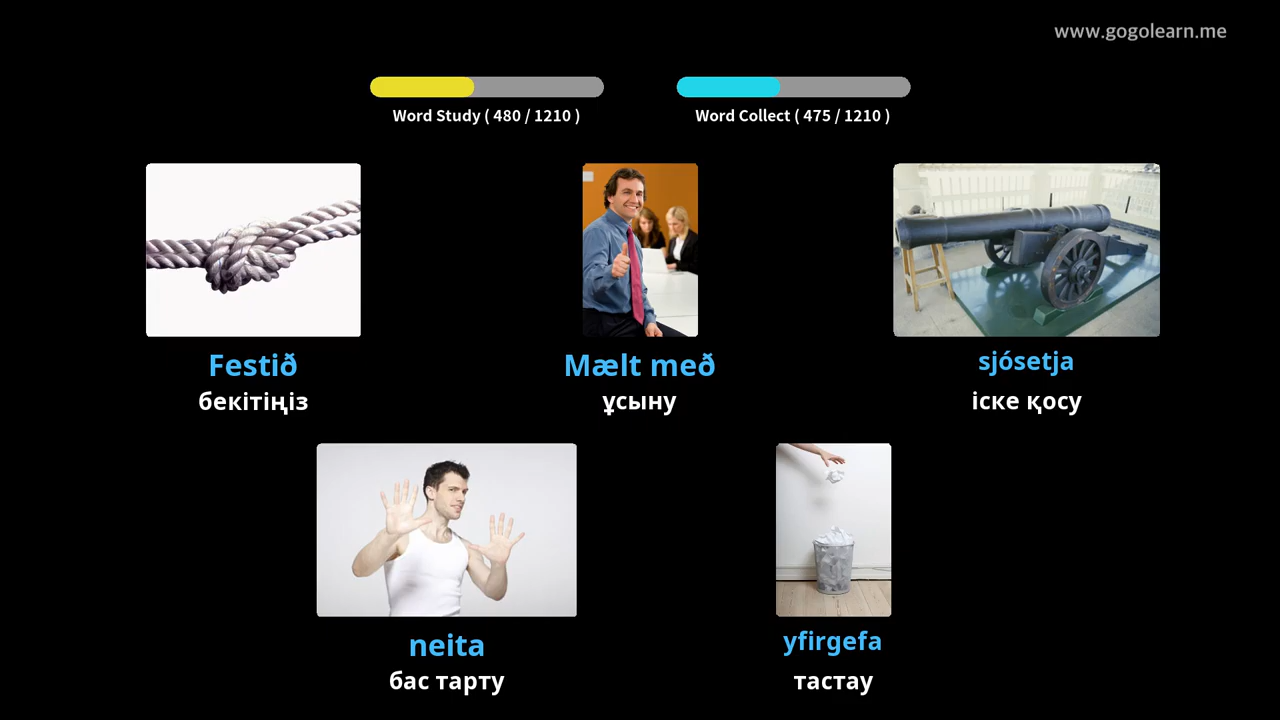 www.gogolearn.me
Word Study ( 480 / 1210 )
Word Collect ( 475 / 1210 )
Festið
бекітіңіз
Mælt með
ұсыну
sjósetja
іске қосу
neita
бас тарту
yfirgefa
тастау